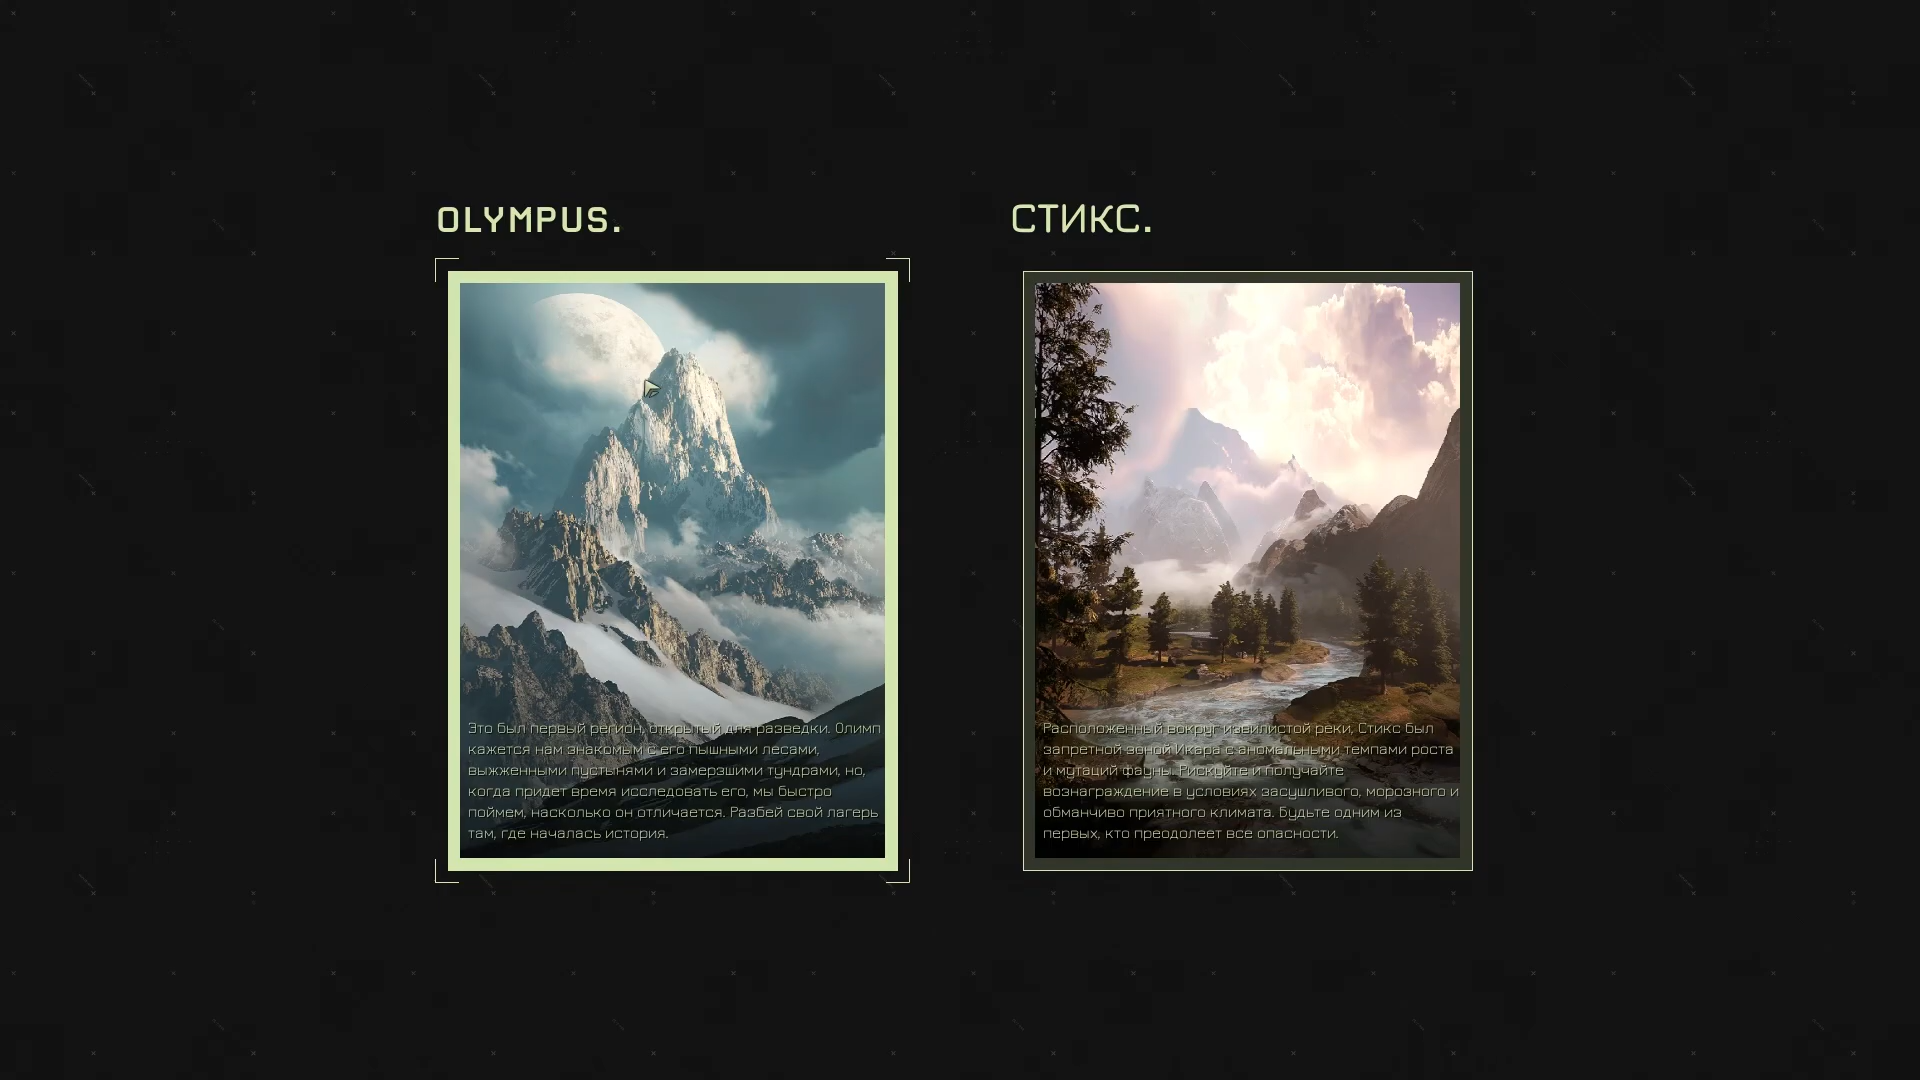 OLYMPUS.
Это был первый регион, открытый для разведки. Олимп
кажется нам знакомым с его пышными лесами,
выжженными пустынями и замерзшими тундрами, но,
когда придет время исследовать его, мы быстро
поймем, насколько он отличается. Разбей свой лагерь
там, где началась история.
СТИКС.
Расположенный вокруг извилистой реки, Стикс был
запретной зоной Икара с аномальными темпами роста
и мутаций фауны. Рискуйте и получайте
вознаграждение в условиях засушливого, морозного и
обманчиво приятного климата. Будьте одним из
первых, кто преодолеет все опасности.